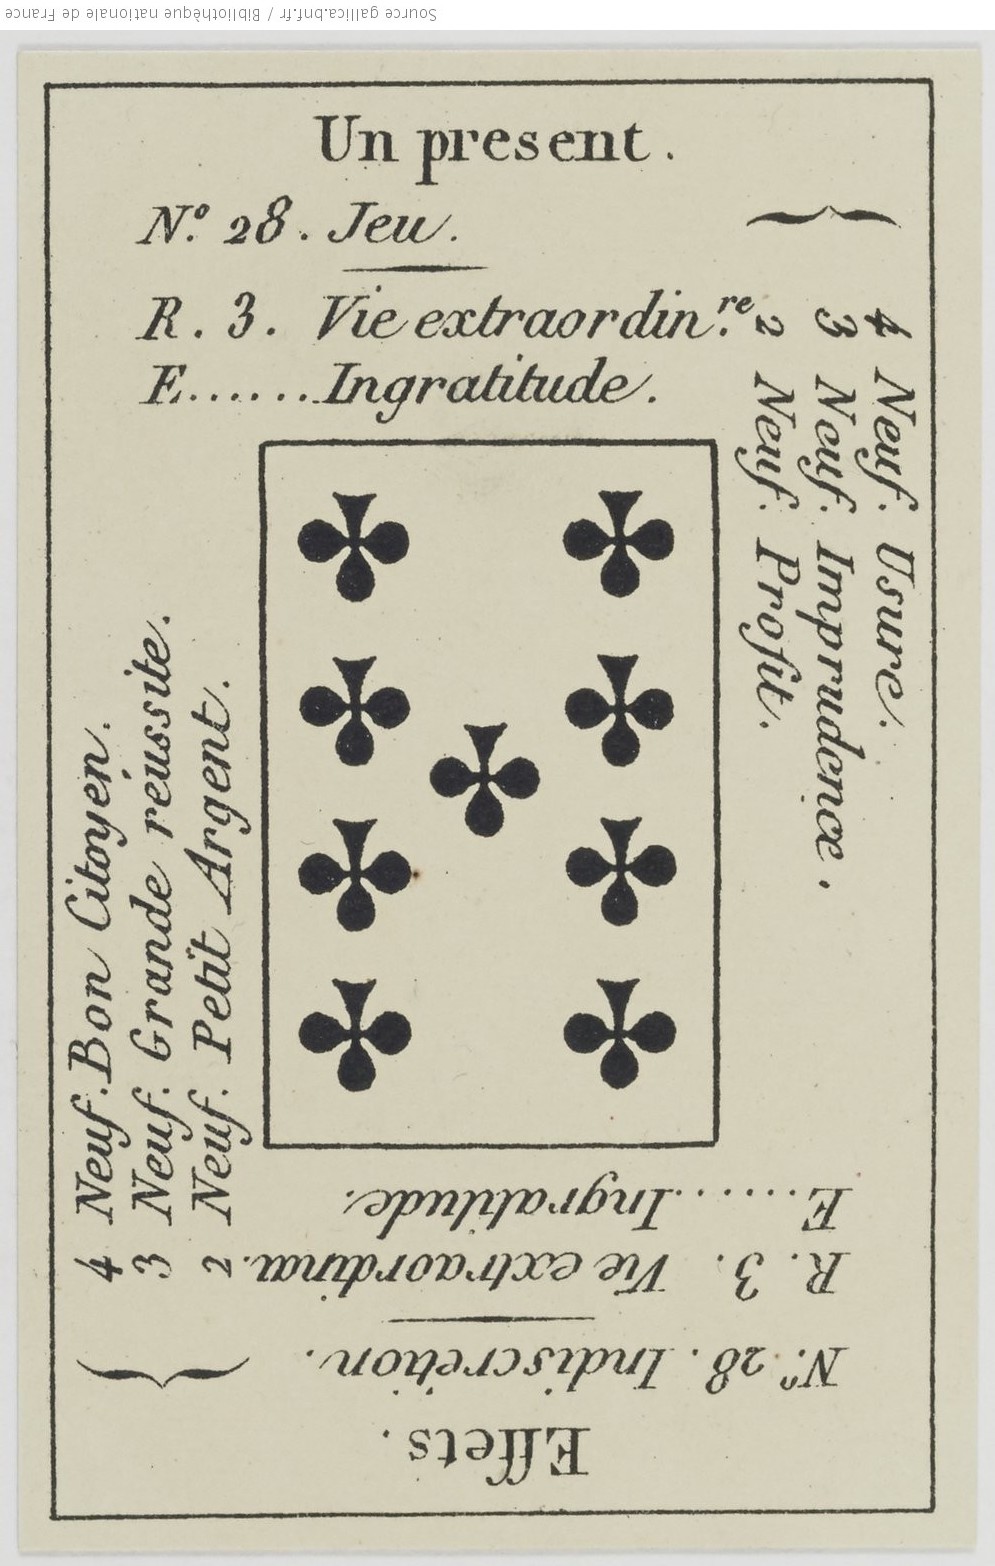 Source gallica.bnf.fr / Bibliothèque nationale de France
Un present.
N.º 28. Jeu.
R. 3. Vie extraordin.re
E.......Ingratitude.
4 Neuf. Usure.
3 Neuf. Imprudence.
2 Neuf. Profit.
4 Neuf. Bon Citoyen.
3 Neuf. Grande réussite.
2 Neuf. Petit Argent.
Effets.
N.º 28. Indiscretion.
R. 3. Vie extraordina.
E.......Ingratitude.